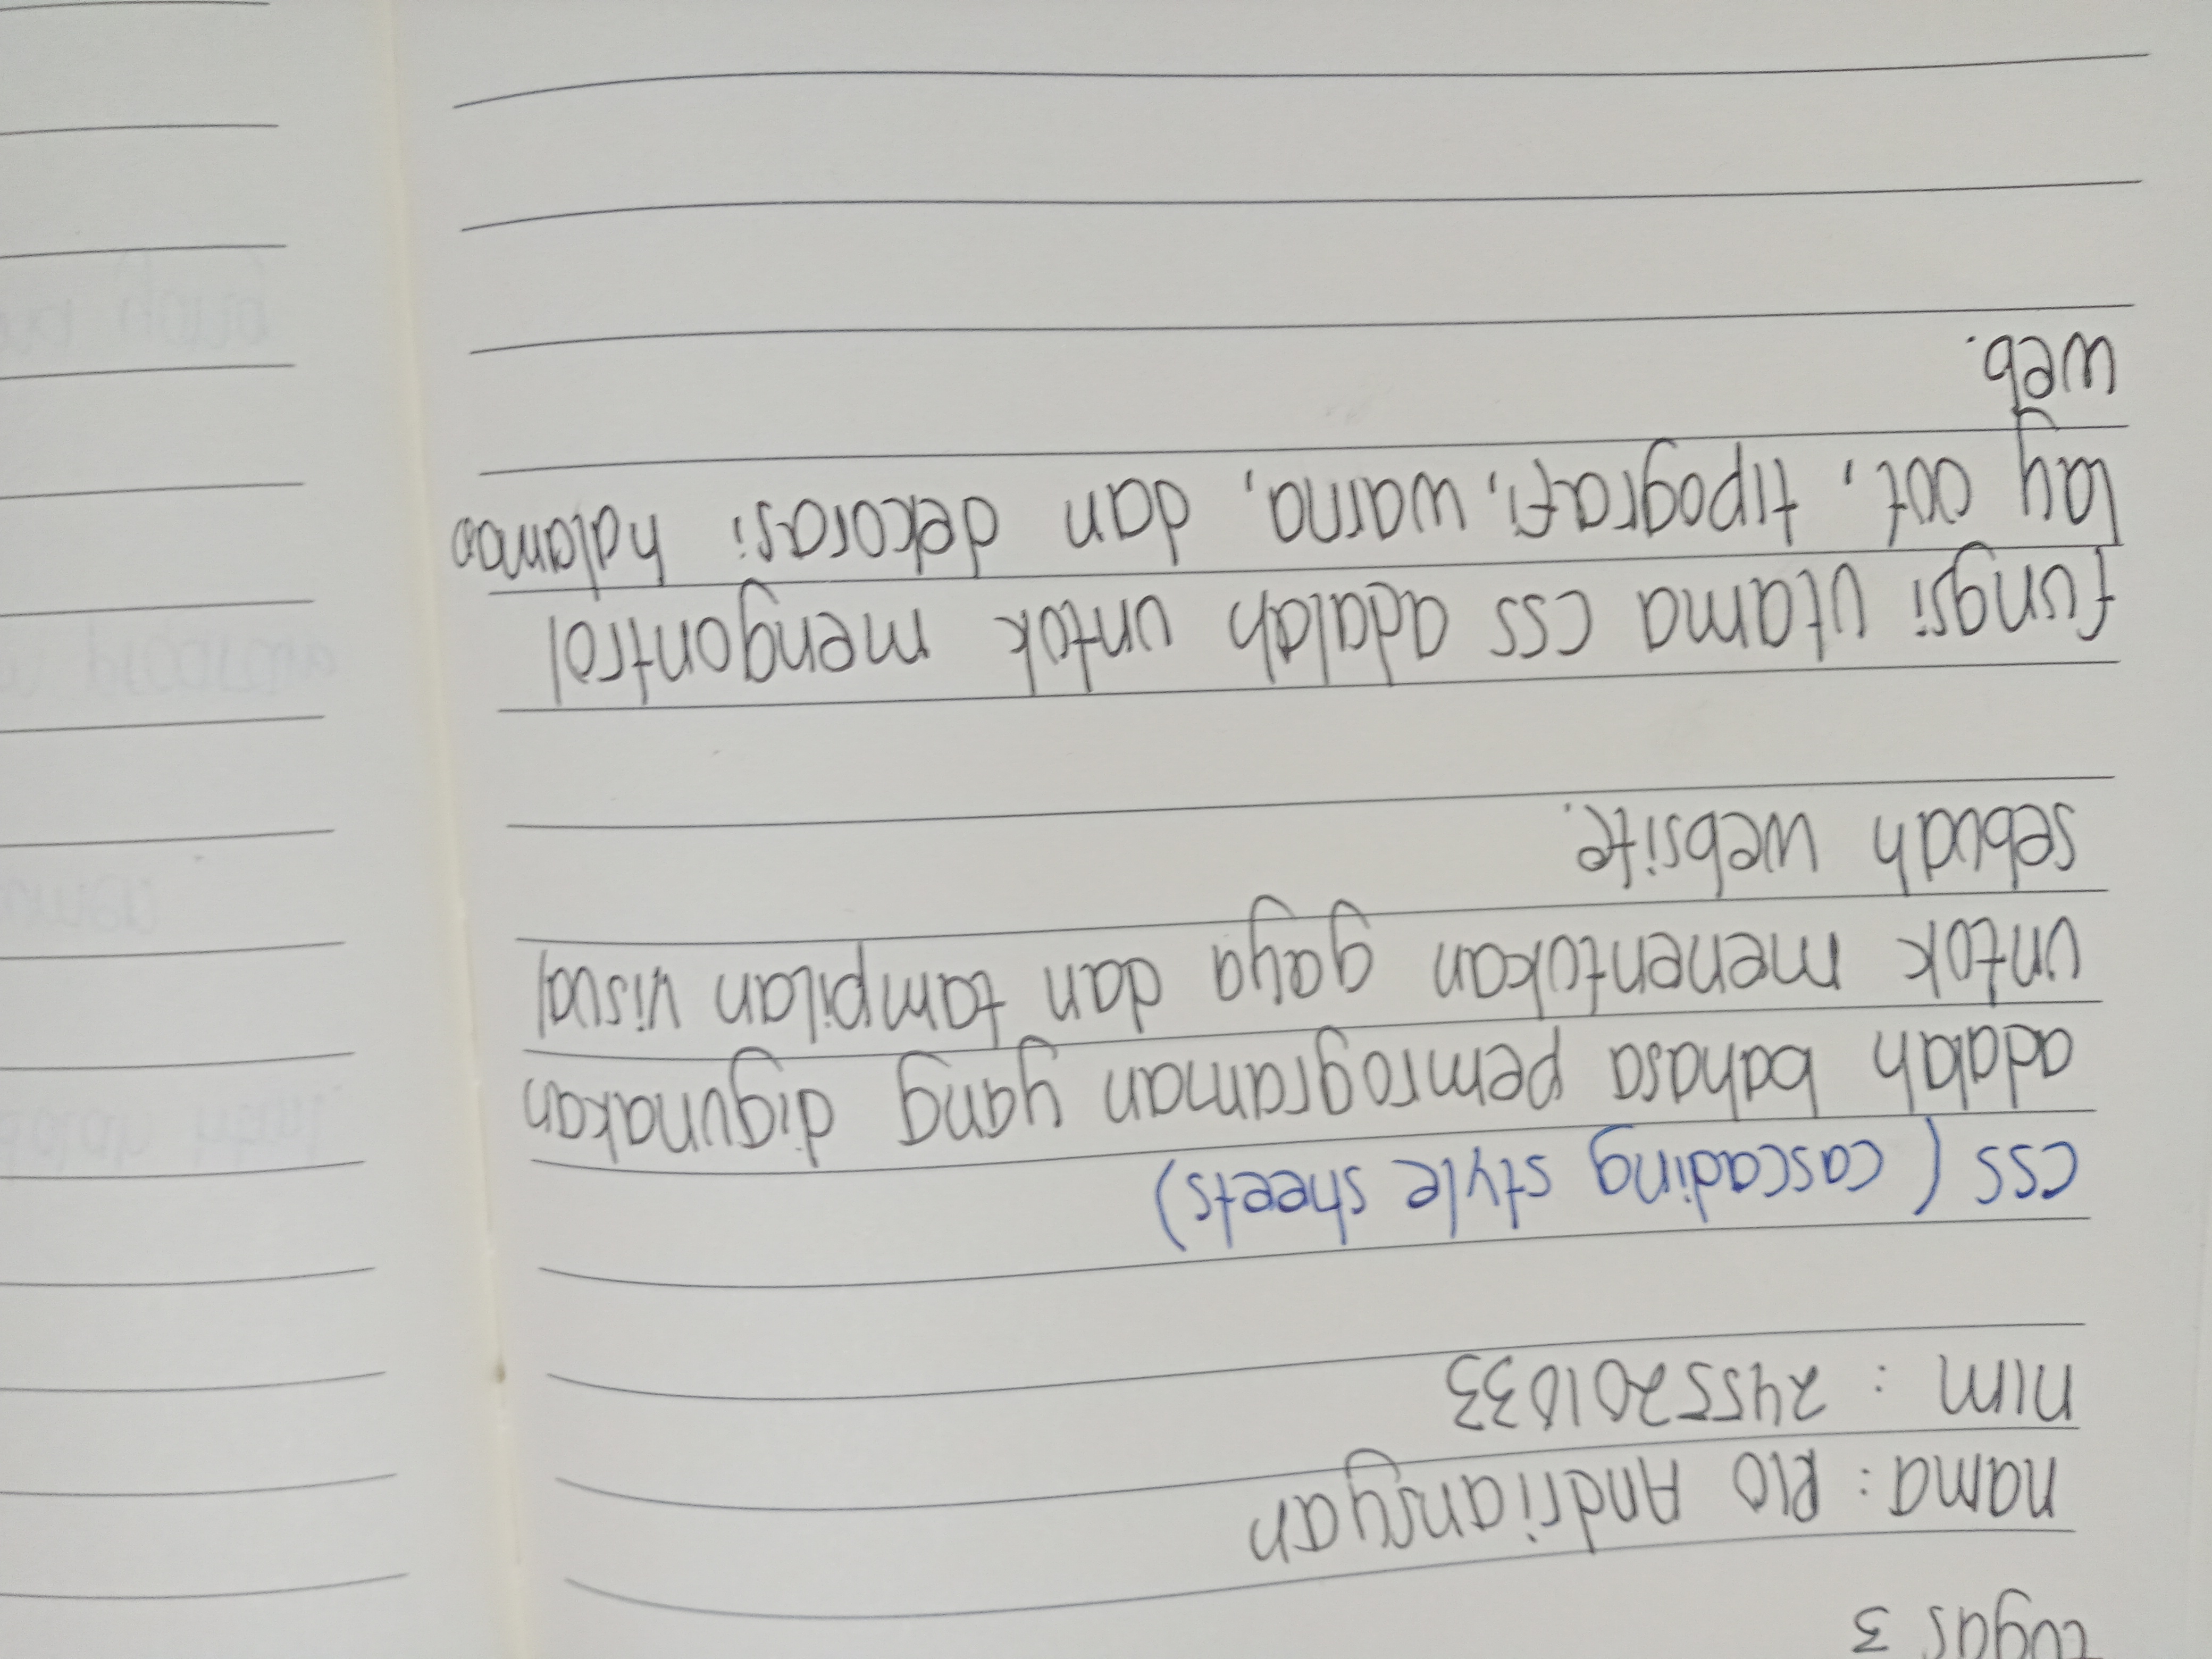 tugas 3
nama : RIO Andriansyah
nim : 2455201033
css ( cascading style sheets)
adalah bahasa pemrograman yang digunakan
untuk menentukan gaya dan tampilan visual
sebuah website.
fungsi utama css adalah untuk mengontrol
lay out, tipografi, warna, dan dekorasi halaman
web.